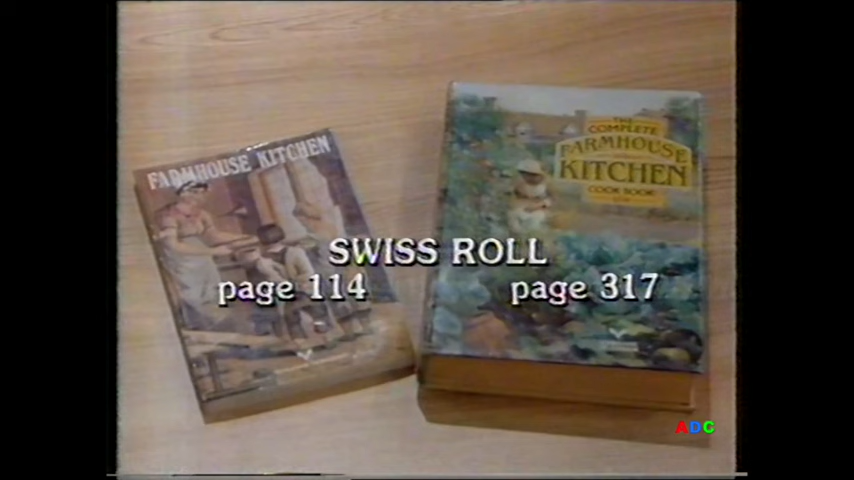 FARMHOUSE KITCHEN
THE
COMPLETE
FARMHOUSE
KITCHEN
COOK BOOK
SWISS ROLL
page 114
page 317
ADC